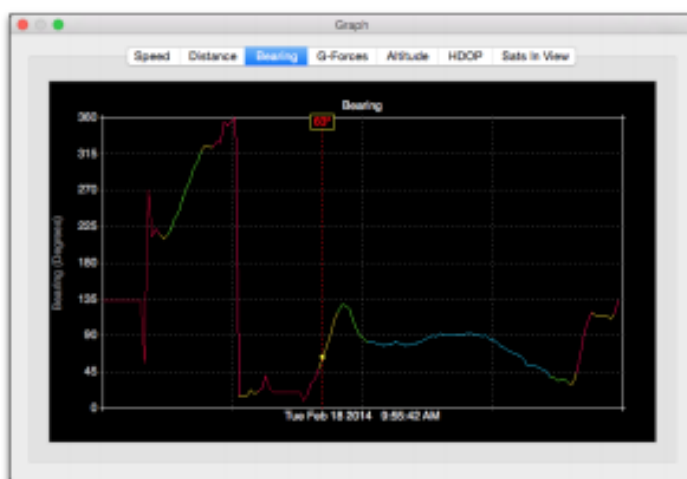 Graph
Speed Distance Bearing G-Forces Altitude HDOP Sats In View
Bearing
63°
360
315
270
225
180
135
90
45
0
Bearing (Degrees)
Tue Feb 18 2014 9:55:42 AM